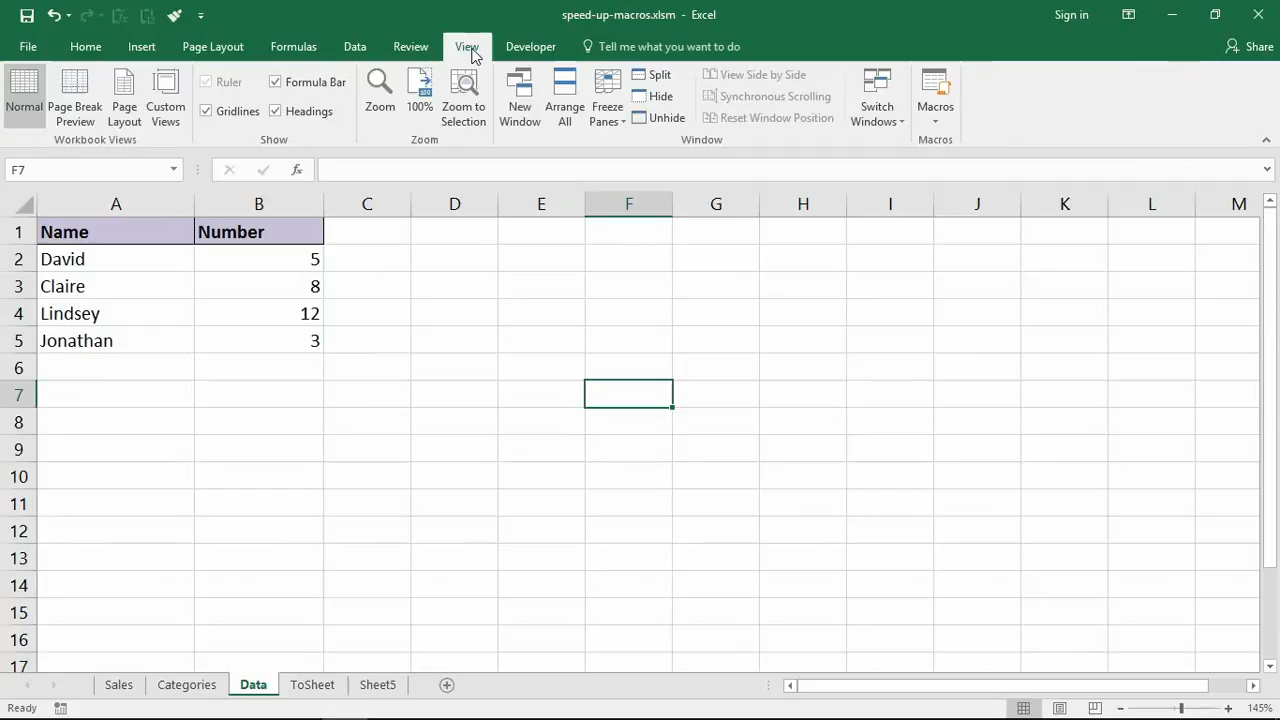 speed-up-macros.xlsm - Excel
Sign in
File Home Insert Page Layout Formulas Data Review View Developer Tell me what you want to do Share
Normal
Page Break Preview
Page Layout
Custom Views
Workbook Views
Ruler
Formula Bar
Gridlines
Headings
Show
Zoom
100%
Zoom to Selection
Zoom
New Window
Arrange All
Freeze Panes
Split
Hide
Unhide
View Side by Side
Synchronous Scrolling
Reset Window Position
Window
Switch Windows
Macros
Macros
F7
fx
A B C D E F G H I J K L M
1 Name Number
2 David 5
3 Claire 8
4 Lindsey 12
5 Jonathan 3
6
7
8
9
10
11
12
13
14
15
16
17
Sales Categories Data ToSheet Sheet5
Ready
145%